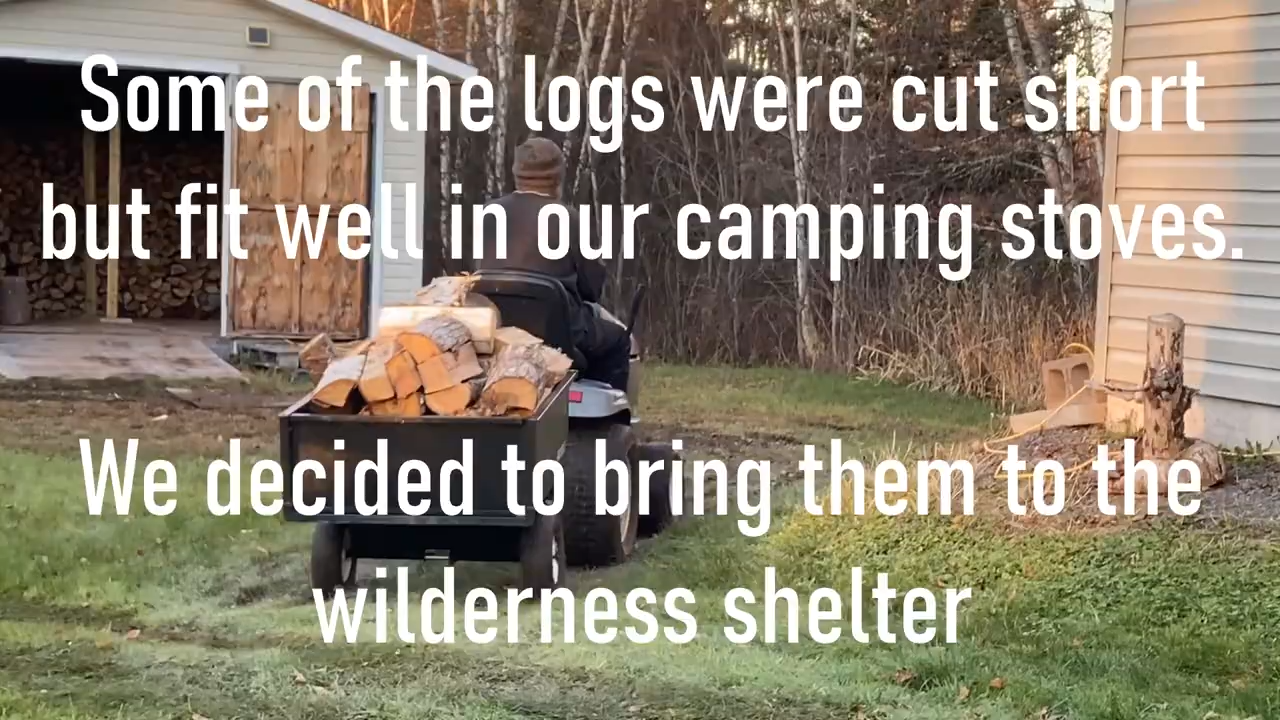 Some of the logs were cut short
but fit well in our camping stoves.
We decided to bring them to the
wilderness shelter